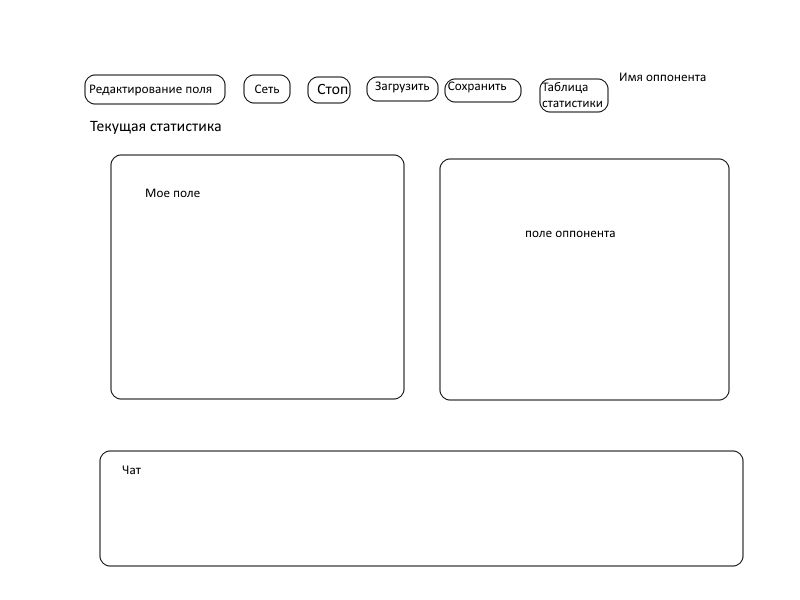 Редактирование поля
Сеть
Стоп
Загрузить
Сохранить
Таблица
статистики
Имя оппонента
Текущая статистика
Мое поле
поле оппонента
Чат